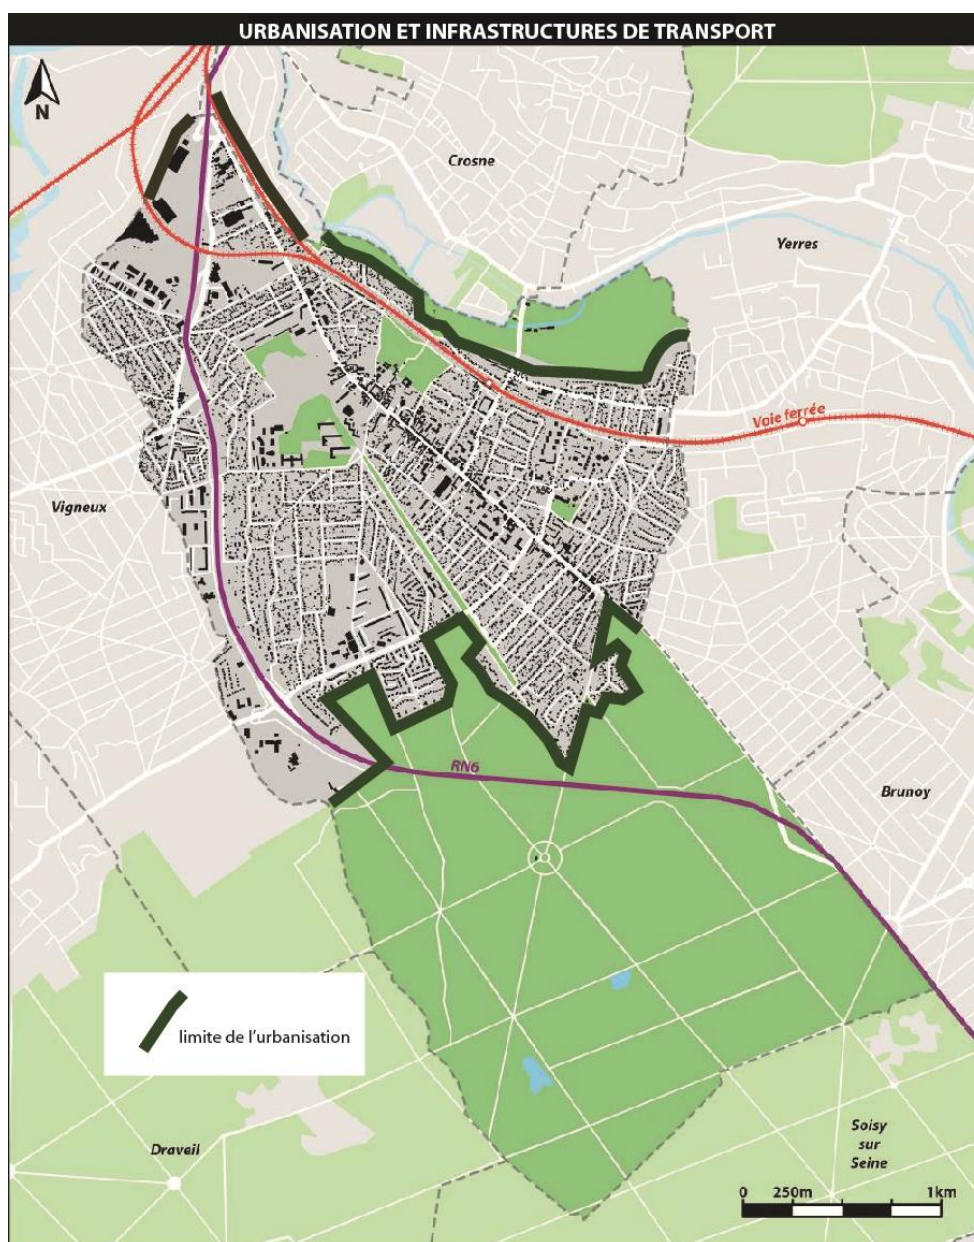 URBANISATION ET INFRASTRUCTURES DE TRANSPORT
N
Crosne
Yerres
Voie ferrée
Vigneux
RN6
Brunoy
limite de l'urbanisation
Draveil
Soisy
sur
Seine
0 250m 1km